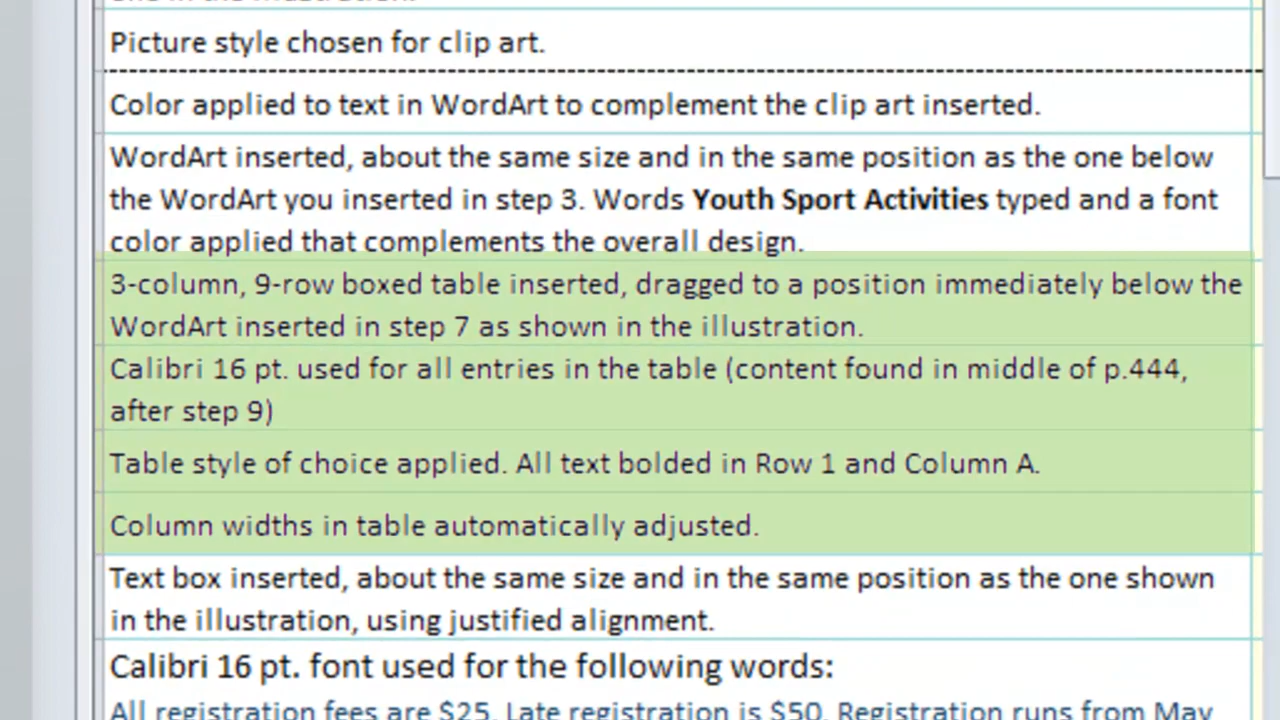 Picture style chosen for clip art.
Color applied to text in WordArt to complement the clip art inserted.
WordArt inserted, about the same size and in the same position as the one below
the WordArt you inserted in step 3. Words Youth Sport Activities typed and a font
color applied that complements the overall design.
3-column, 9-row boxed table inserted, dragged to a position immediately below the
WordArt inserted in step 7 as shown in the illustration.
Calibri 16 pt. used for all entries in the table (content found in middle of p.444,
after step 9)
Table style of choice applied. All text bolded in Row 1 and Column A.
Column widths in table automatically adjusted.
Text box inserted, about the same size and in the same position as the one shown
in the illustration, using justified alignment.
Calibri 16 pt. font used for the following words:
All registration fees are $25. Late registration is $50. Registration runs from May